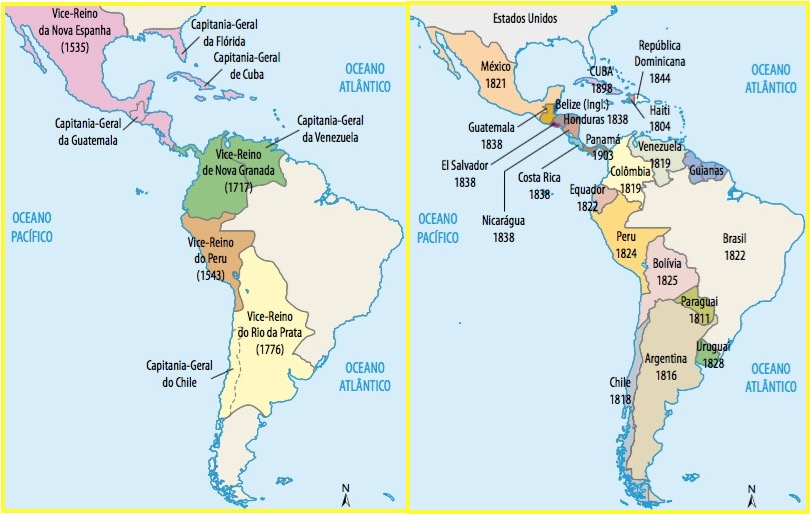 Vice-Reino
da Nova Espanha
(1535)
Capitania-Geral
da Flórida
Capitania-Geral
de Cuba
OCEANO
ATLÂNTICO
Capitania-Geral
da Guatemala
Capitania-Geral
da Venezuela
Vice-Reino
de Nova Granada
(1717)
OCEANO
PACÍFICO
Vice-Reino
do Peru
(1543)
Vice-Reino
do Rio da Prata
(1776)
Capitania-Geral
do Chile
OCEANO
ATLÂNTICO
N
Estados Unidos
República
Dominicana
1844
México
1821
CUBA
1898
OCEANO
ATLÂNTICO
Belize (Ingl.)
Honduras 1838
Haiti
1804
Guatemala
1838
Panamá
1903
Venezuela
1819
El Salvador
1838
Costa Rica
1838
Colômbia
1819
Guianas
Equador
1822
OCEANO
PACÍFICO
Nicarágua
1838
Peru
1824
Brasil
1822
Bolívia
1825
Paraguai
1811
Uruguai
1828
Argentina
1816
Chile
1818
OCEANO
ATLÂNTICO
N